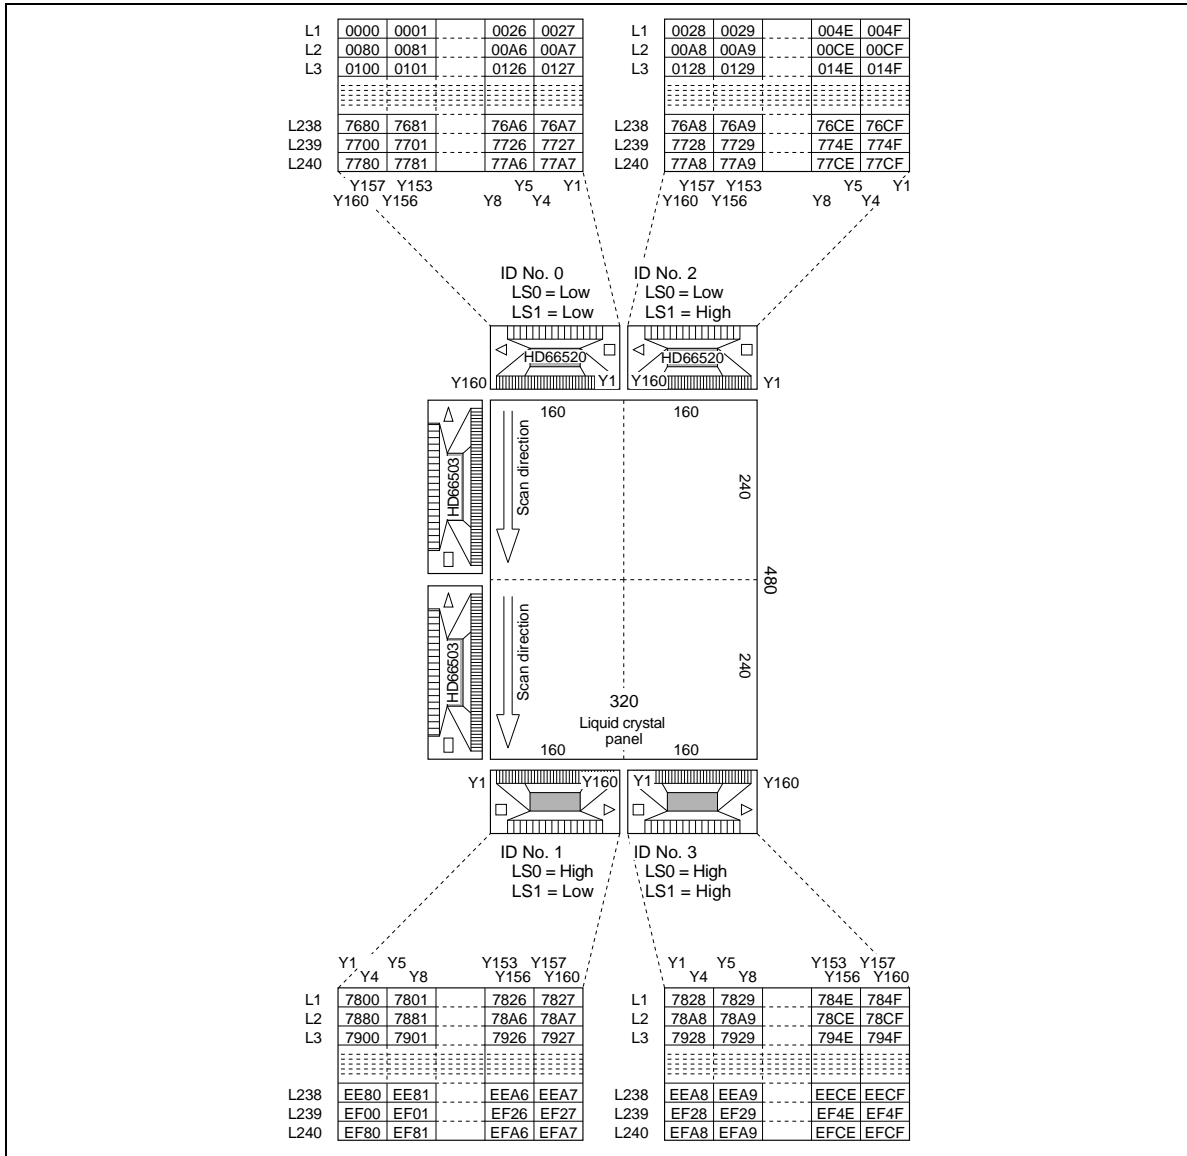 L1 0000 0001 0026 0027
L2 0080 0081 00A6 00A7
L3 0100 0101 0126 0127
L238 7680 7681 76A6 76A7
L239 7700 7701 7726 7727
L240 7780 7781 77A6 77A7
Y157 Y153 Y5 Y1
Y160 Y156 Y8 Y4
L1 0028 0029 004E 004F
L2 00A8 00A9 00CE 00CF
L3 0128 0129 014E 014F
L238 76A8 76A9 76CE 76CF
L239 7728 7729 774E 774F
L240 77A8 77A9 77CE 77CF
Y157 Y153 Y5 Y1
Y160 Y156 Y8 Y4
ID No. 0
LS0 = Low
LS1 = Low
ID No. 2
LS0 = Low
LS1 = High
HD66520
Y160 Y1
HD66520
Y160 Y1
160 160
HD66503
Scan direction
240
480
HD66503
Scan direction
240
320
Liquid crystal
panel
160 160
Y1 Y160
Y1 Y160
ID No. 1
LS0 = High
LS1 = Low
ID No. 3
LS0 = High
LS1 = High
Y1 Y5 Y153 Y157
Y4 Y8 Y156 Y160
L1 7800 7801 7826 7827
L2 7880 7881 78A6 78A7
L3 7900 7901 7926 7927
L238 EE80 EE81 EEA6 EEA7
L239 EF00 EF01 EF26 EF27
L240 EF80 EF81 EFA6 EFA7
Y1 Y5 Y153 Y157
Y4 Y8 Y156 Y160
L1 7828 7829 784E 784F
L2 78A8 78A9 78CE 78CF
L3 7928 7929 794E 794F
L238 EEA8 EEA9 EECE EECF
L239 EF28 EF29 EF4E EF4F
L240 EFA8 EFA9 EFCE EFCF